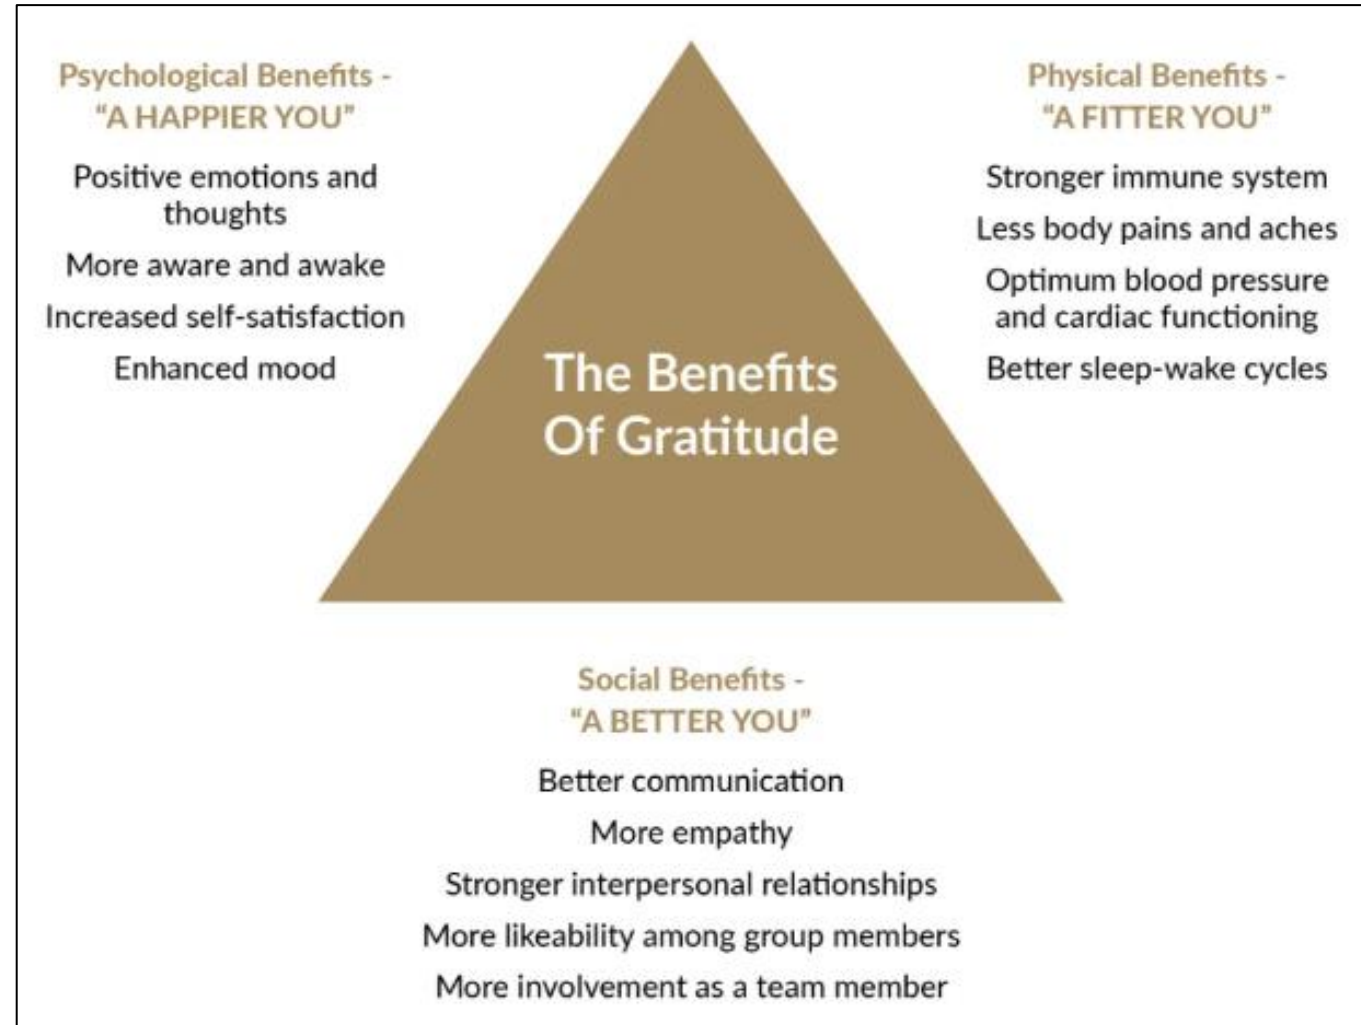 Psychological Benefits -
“A HAPPIER YOU”
Positive emotions and
thoughts
More aware and awake
Increased self-satisfaction
Enhanced mood
Physical Benefits -
“A FITTER YOU”
Stronger immune system
Less body pains and aches
Optimum blood pressure
and cardiac functioning
Better sleep-wake cycles
The Benefits
Of Gratitude
Social Benefits -
“A BETTER YOU”
Better communication
More empathy
Stronger interpersonal relationships
More likeability among group members
More involvement as a team member